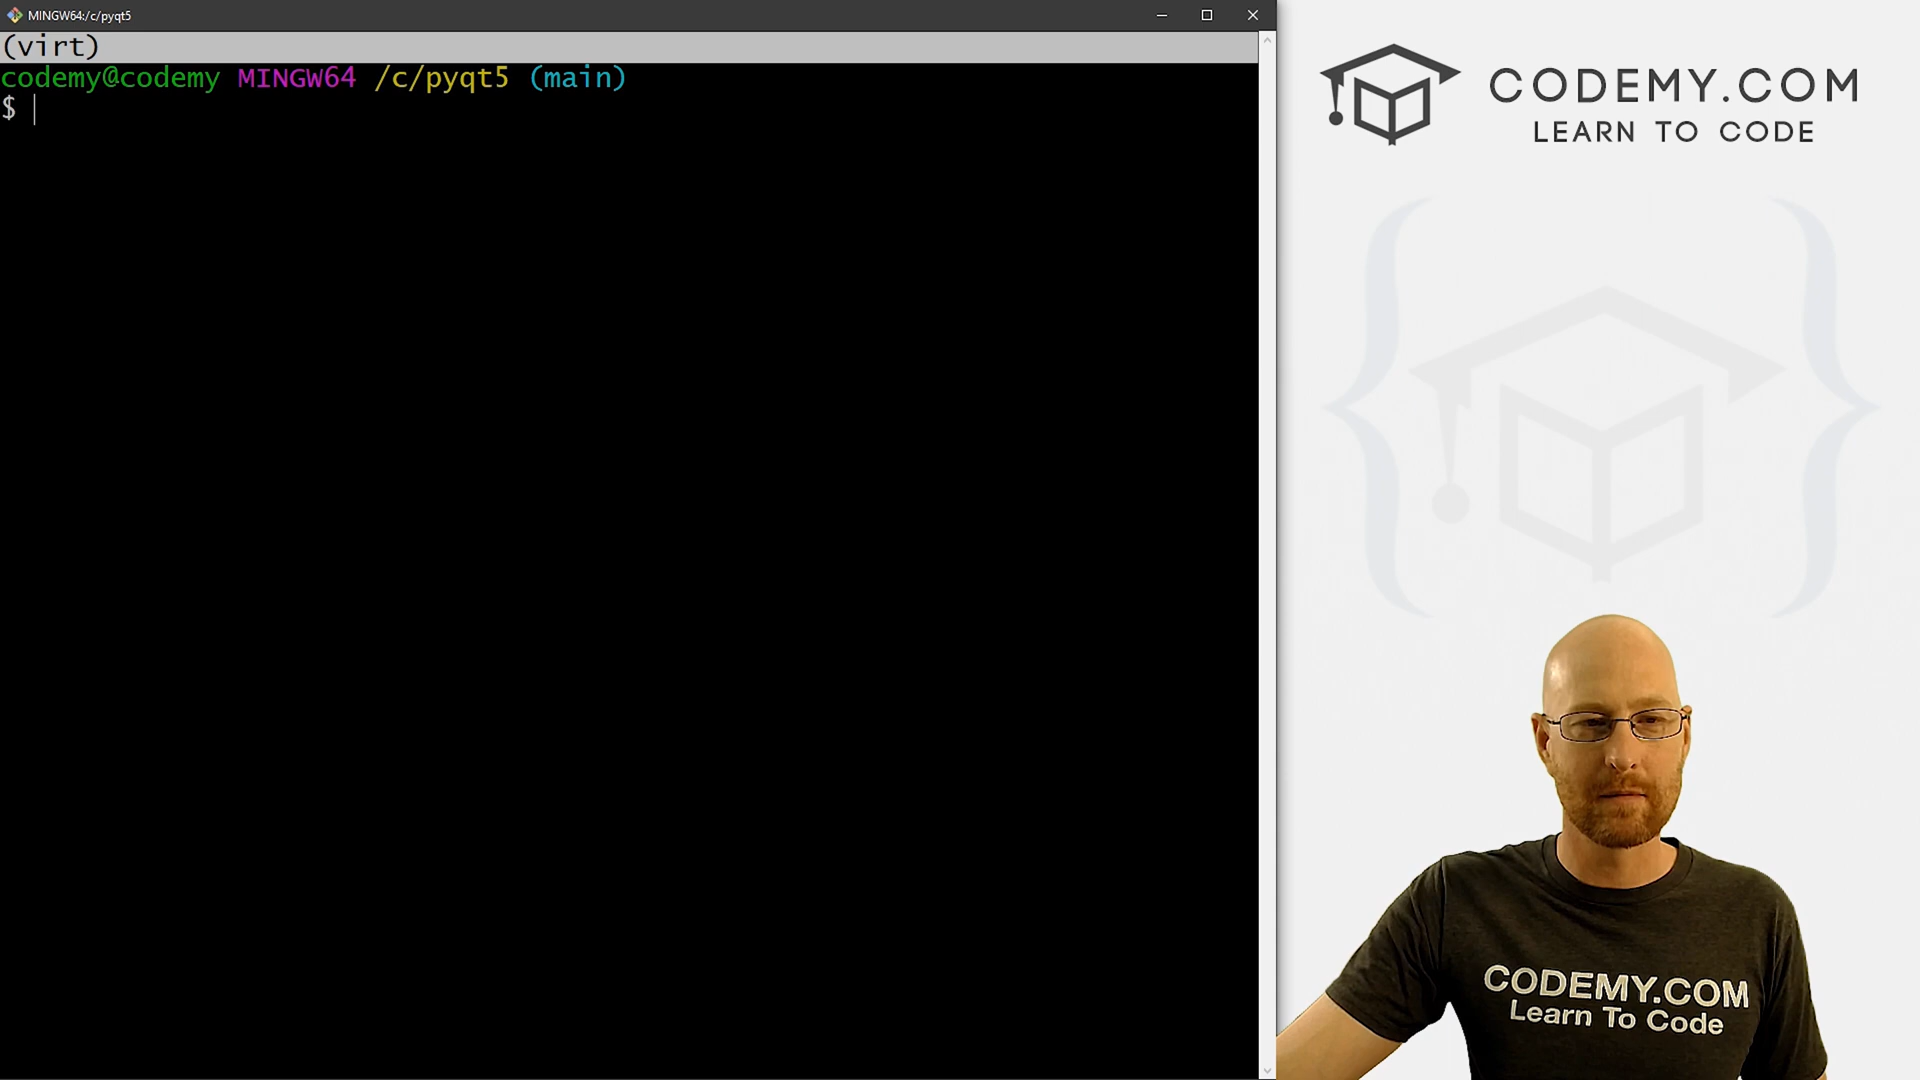 MINGW64:/c/pyqt5
(virt)
codemy@codemy MINGW64 /c/pyqt5 (main)
$
CODEMY.COM
LEARN TO CODE
CODEMY.COM
Learn To Code